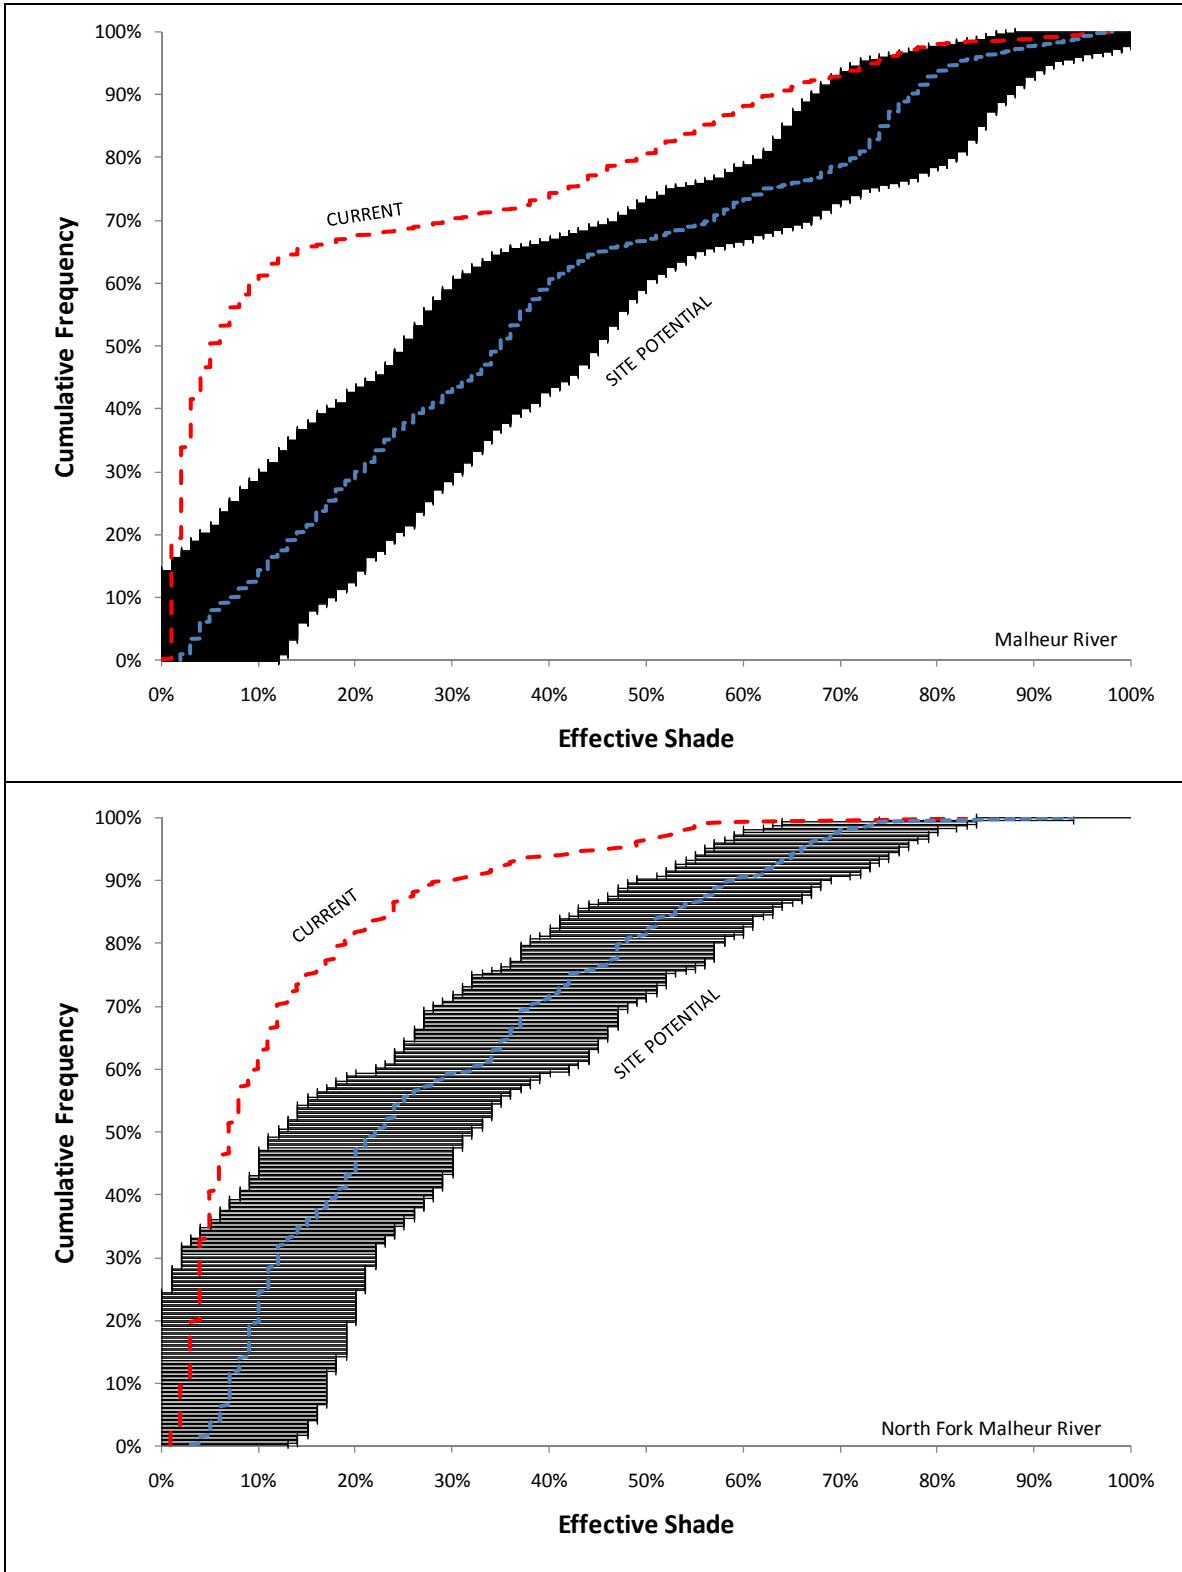 100%
90%
80%
70%
60%
50%
40%
30%
20%
10%
0%
Cumulative Frequency
CURRENT
SITE POTENTIAL
Malheur River
0% 10% 20% 30% 40% 50% 60% 70% 80% 90% 100%
Effective Shade
100%
90%
80%
70%
60%
50%
40%
30%
20%
10%
0%
Cumulative Frequency
CURRENT
SITE POTENTIAL
North Fork Malheur River
0% 10% 20% 30% 40% 50% 60% 70% 80% 90% 100%
Effective Shade